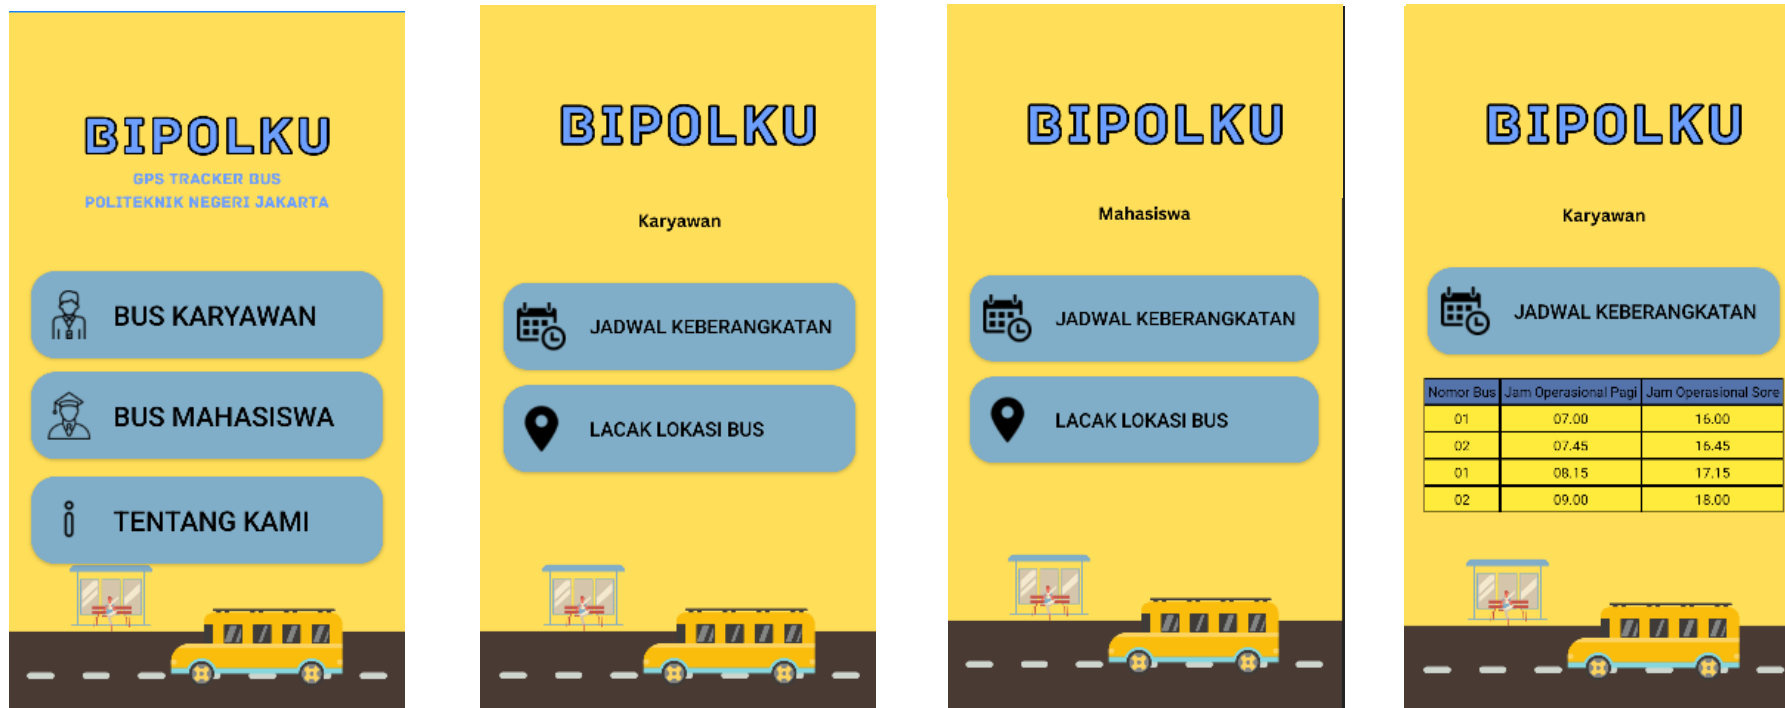 BIPOLKU
GPS TRACKER BUS
POLITEKNIK NEGERI JAKARTA
BUS KARYAWAN
BUS MAHASISWA
TENTANG KAMI
BIPOLKU
Karyawan
JADWAL KEBERANGKATAN
LACAK LOKASI BUS
BIPOLKU
Mahasiswa
JADWAL KEBERANGKATAN
LACAK LOKASI BUS
BIPOLKU
Karyawan
JADWAL KEBERANGKATAN
Nomor Bus Jam Operasional Pagi Jam Operasional Sore
01 07.00 16.00
02 07.45 16.45
01 08.15 17.15
02 09.00 18.00